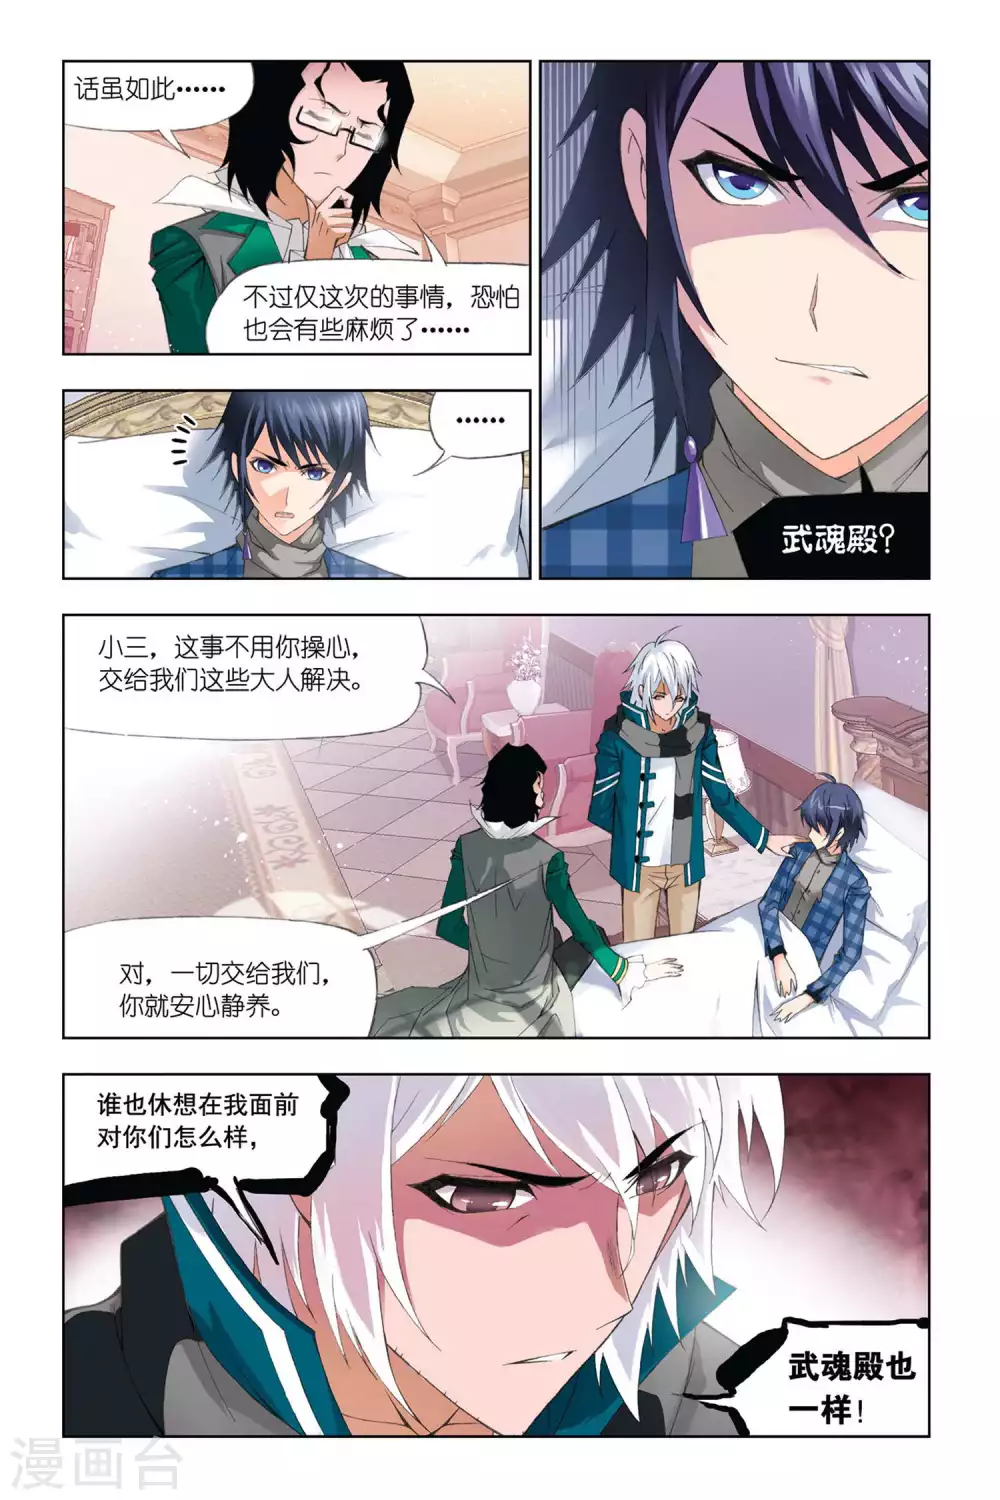 话虽如此……
不过仅这次的事情，恐怕
也会有些麻烦了……
武魂殿？
……
小三，这事不用你操心，
交给我们这些大人解决。
对，一切交给我们，
你就安心静养。
谁也休想在我面前
对你们怎么样，
武魂殿也
一样！
漫画台